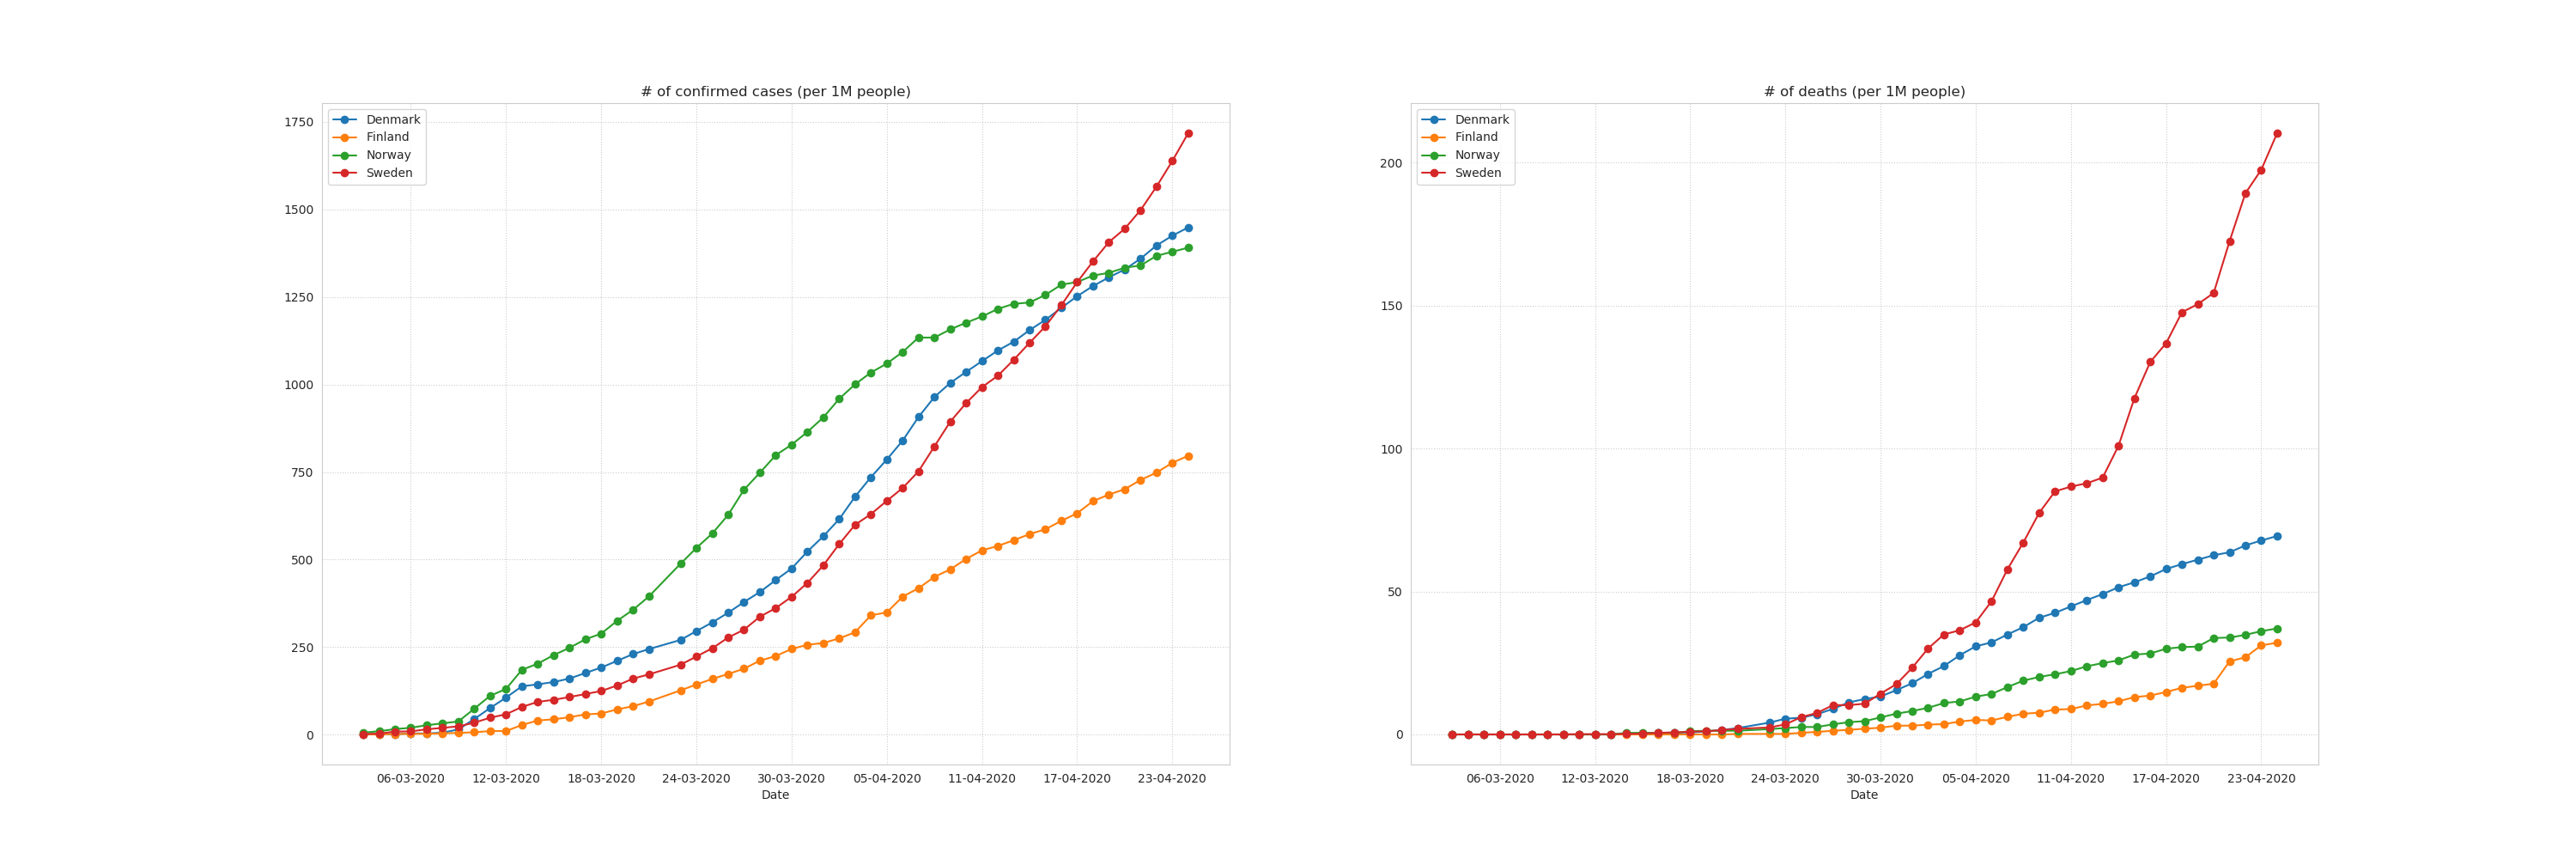 # of confirmed cases (per 1M people)
Denmark
Finland
Norway
Sweden
1750
1500
1250
1000
750
500
250
0
06-03-2020 12-03-2020 18-03-2020 24-03-2020 30-03-2020 05-04-2020 11-04-2020 17-04-2020 23-04-2020
Date
# of deaths (per 1M people)
Denmark
Finland
Norway
Sweden
200
150
100
50
0
06-03-2020 12-03-2020 18-03-2020 24-03-2020 30-03-2020 05-04-2020 11-04-2020 17-04-2020 23-04-2020
Date